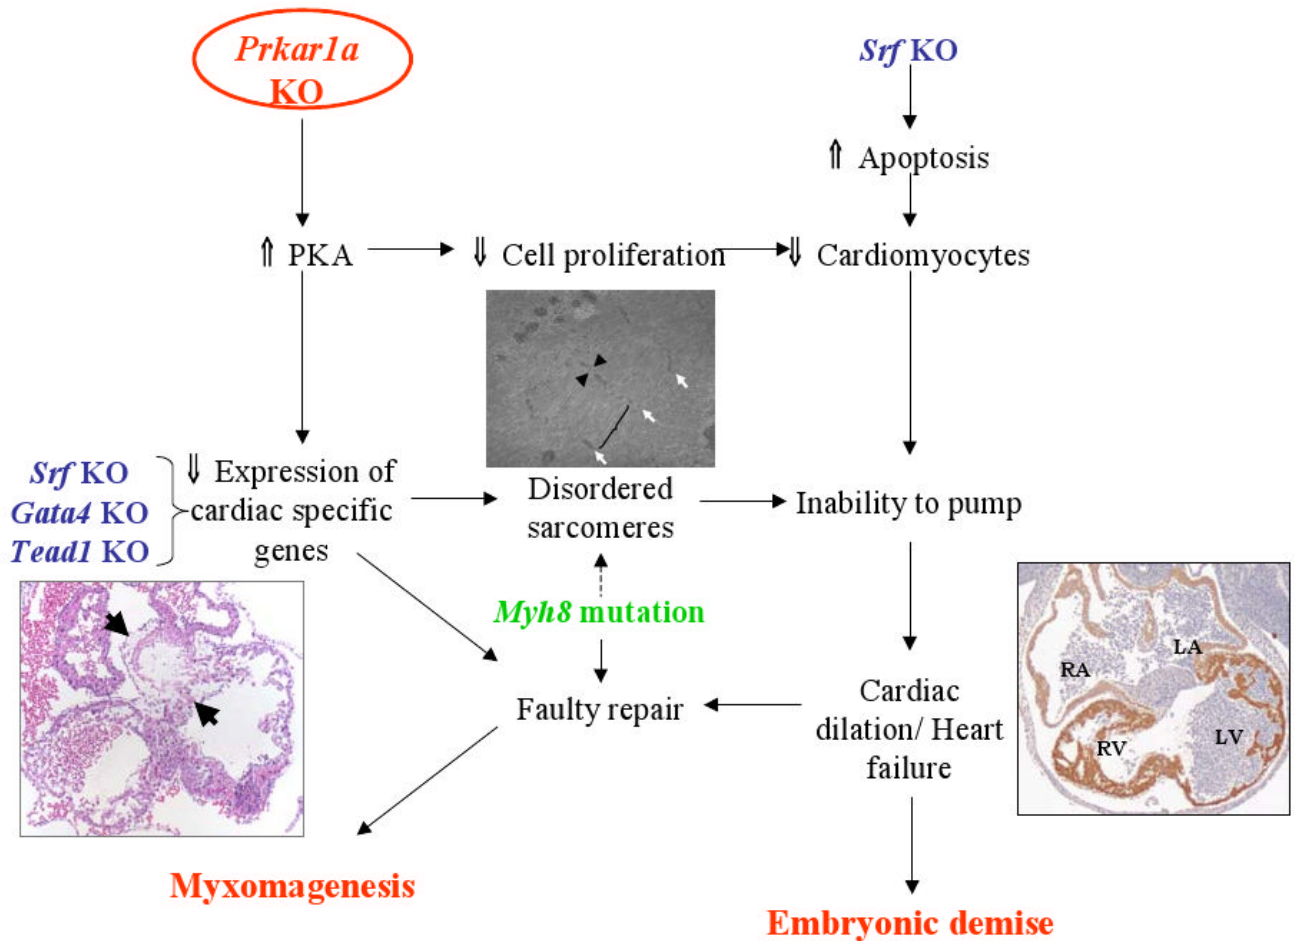 Prkar1a
KO
Srf KO
⇑ Apoptosis
⇑ PKA
⇓ Cell proliferation
⇓ Cardiomyocytes
Srf KO
Gata4 KO
Tead1 KO
⇓ Expression of
cardiac specific
genes
Disordered
sarcomeres
Inability to pump
Myh8 mutation
Faulty repair
Cardiac
dilation/ Heart
failure
RA
LA
RV
LV
Myxomagenesis
Embryonic demise